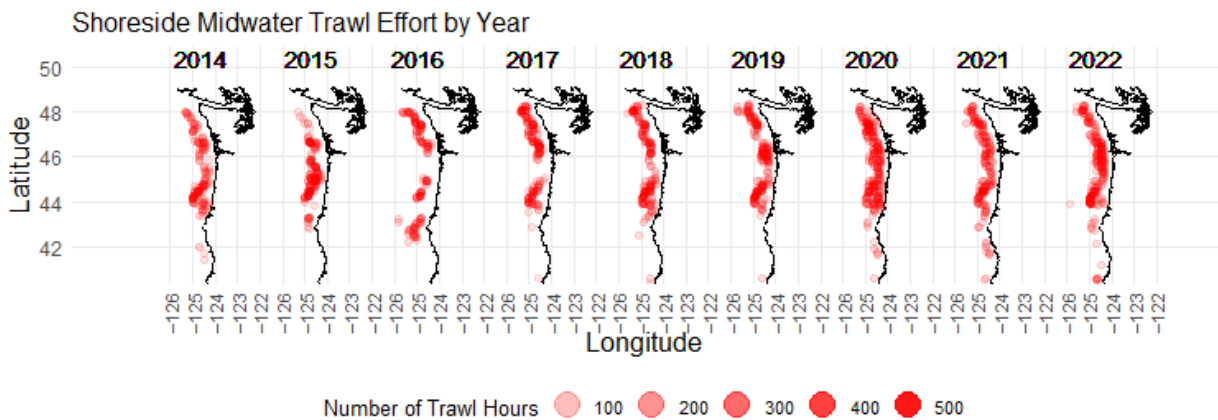 Shoreside Midwater Trawl Effort by Year
2014 2015 2016 2017 2018 2019 2020 2021 2022
50
48
46
44
42
Latitude
−126 −125 −124 −123 −122 −126 −125 −124 −123 −122 −126 −125 −124 −123 −122 −126 −125 −124 −123 −122 −126 −125 −124 −123 −122 −126 −125 −124 −123 −122 −126 −125 −124 −123 −122 −126 −125 −124 −123 −122 −126 −125 −124 −123 −122
Longitude
Number of Trawl Hours 100 200 300 400 500